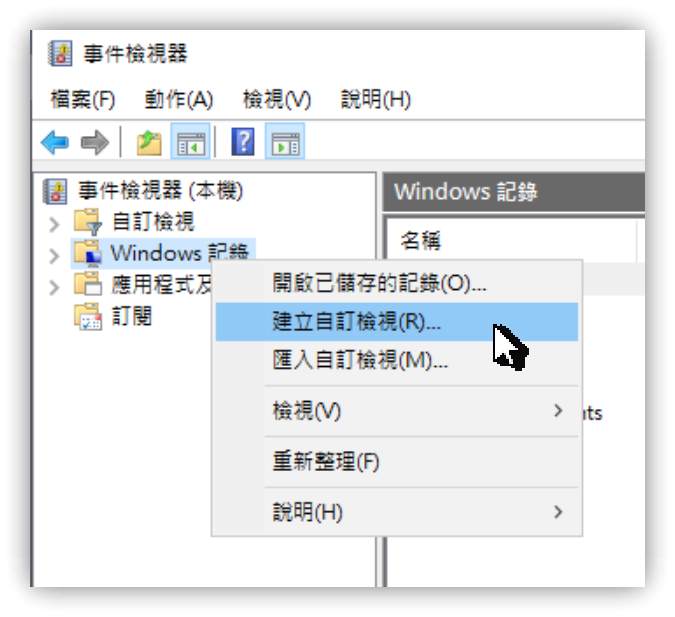 事件檢視器
檔案(F) 動作(A) 檢視(V) 說明(H)
事件檢視器 (本機)
自訂檢視
Windows 記錄
應用程式及
訂閱
Windows 記錄
名稱
開啟已儲存的記錄(O)...
建立自訂檢視(R)...
匯入自訂檢視(M)...
檢視(V)
重新整理(F)
說明(H)
nts